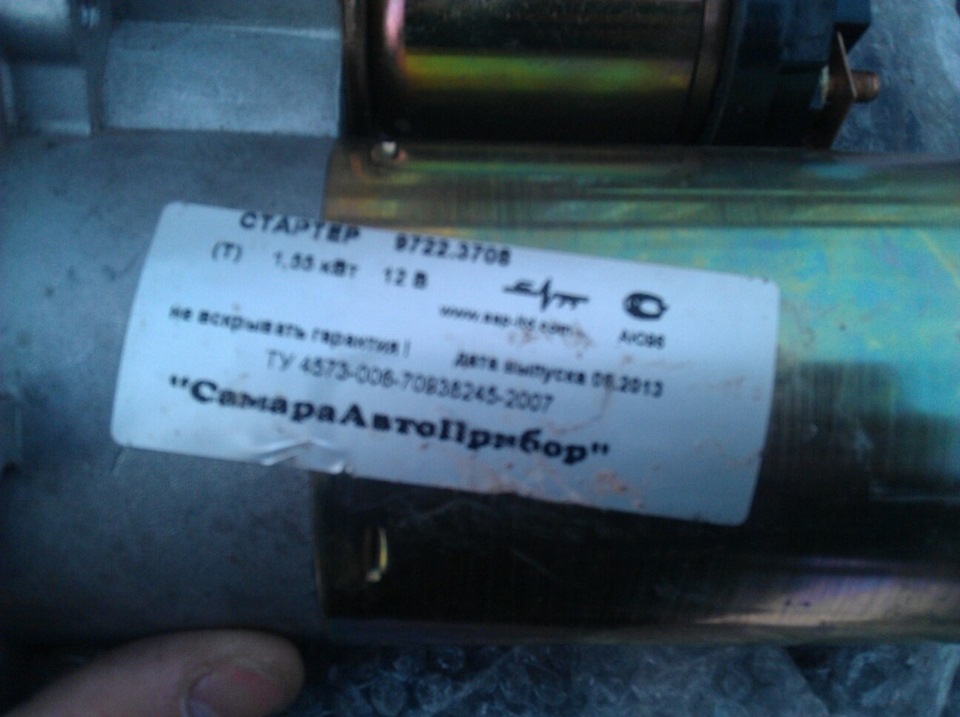 СТАРТЕР 9722.3708
(Т) 1,55 кВт 12 В
АЮ96
не вскрывать гарантия !
дата выпуска 06.2013
ТУ 4573-006-70938245-2007
"СамараАвтоПрибор"